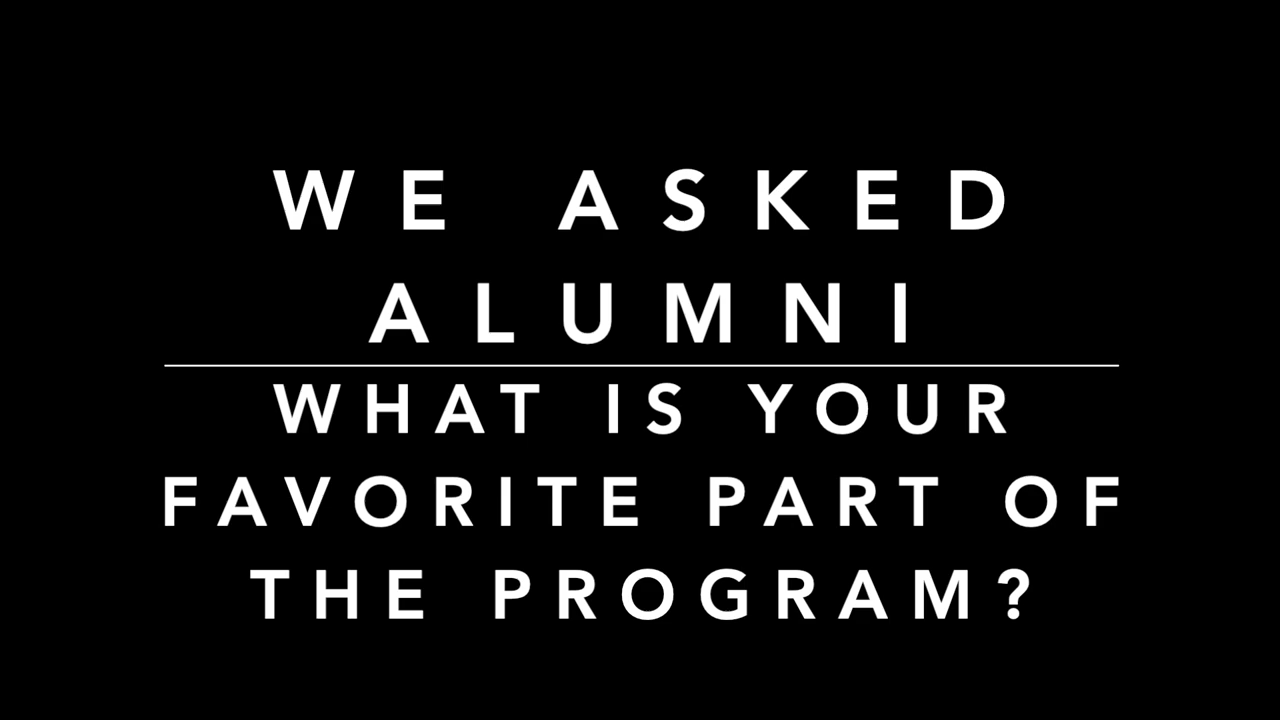 WE ASKED
ALUMNI
WHAT IS YOUR
FAVORITE PART OF
THE PROGRAM?